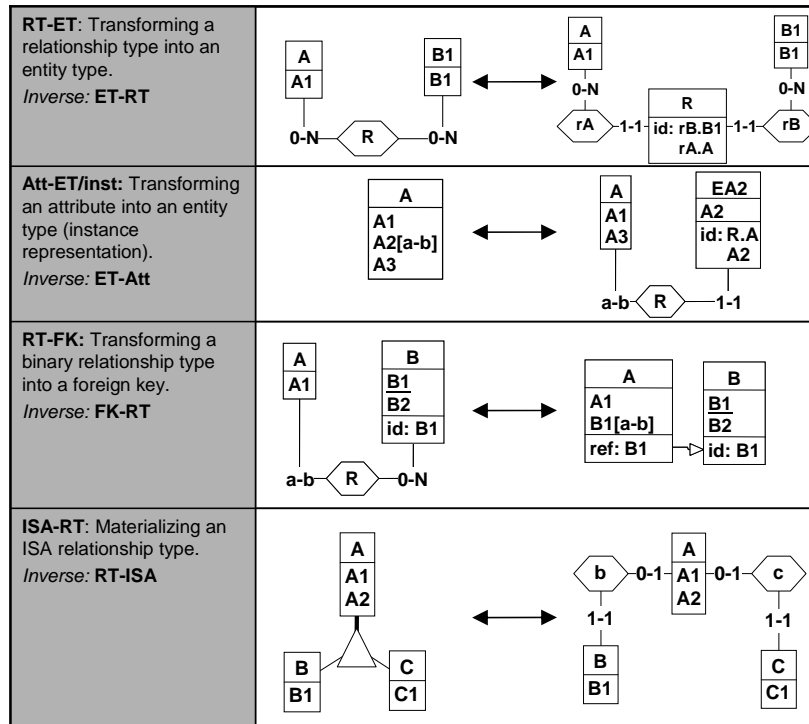 RT-ET: Transforming a
relationship type into an
entity type.
Inverse: ET-RT
A
A1
B1
B1
0-N
R
0-N
A
A1
B1
B1
0-N
0-N
R
rA
1-1
id: rB.B1
1-1
rB
rA.A
Att-ET/inst: Transforming
an attribute into an entity
type (instance
representation).
Inverse: ET-Att
A
A1
A2[a-b]
A3
A
A1
A3
EA2
A2
id: R.A
A2
a-b
R
1-1
RT-FK: Transforming a
binary relationship type
into a foreign key.
Inverse: FK-RT
A
A1
B
B1
B2
id: B1
a-b
R
0-N
A
A1
B1[a-b]
ref: B1
B
B1
B2
id: B1
ISA-RT: Materializing an
ISA relationship type.
Inverse: RT-ISA
A
A1
A2
B
B1
C
C1
A
b
0-1
A1
0-1
c
A2
1-1
1-1
B
B1
C
C1